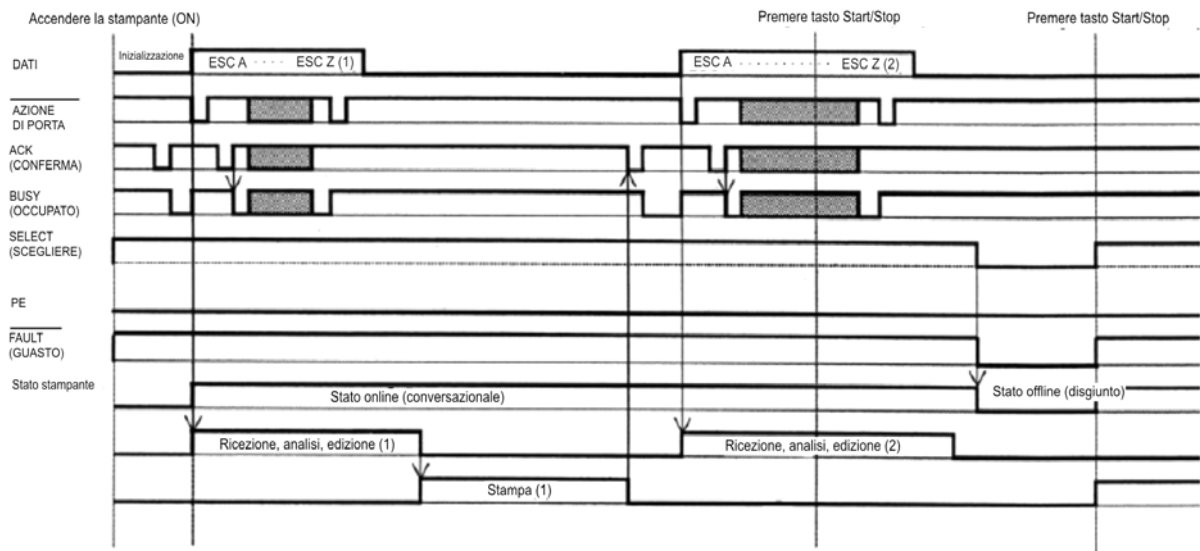 Accendere la stampante (ON)
Premere tasto Start/Stop
Premere tasto Start/Stop
DATI
Inizializzazione
ESC A ···· ESC Z (1)
ESC A ·········· ESC Z (2)
AZIONE
DI PORTA
ACK
(CONFERMA)
BUSY
(OCCUPATO)
SELECT
(SCEGLIERE)
PE
FAULT
(GUASTO)
Stato stampante
Stato online (conversazionale)
Stato offline (disgiunto)
Ricezione, analisi, edizione (1)
Ricezione, analisi, edizione (2)
Stampa (1)